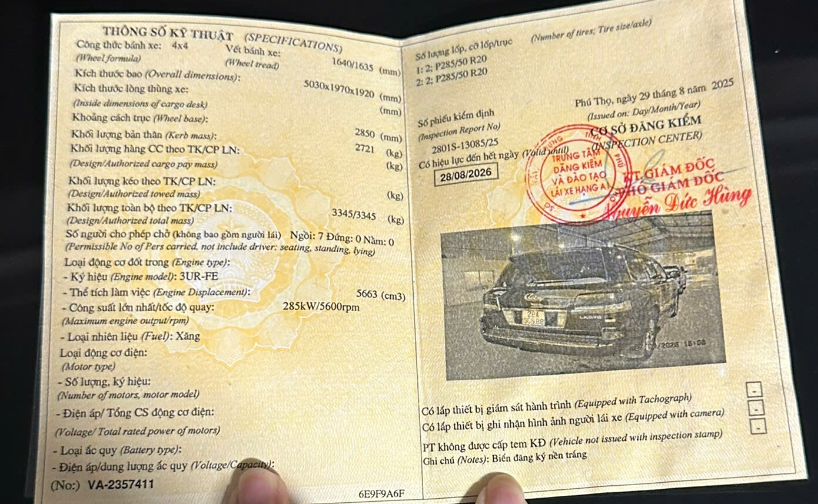 THÔNG SỐ KỸ THUẬT (SPECIFICATIONS)
Công thức bánh xe: 4x4 Vết bánh xe: 1640/1635 (mm)
(Wheel formula) (Wheel tread)
Kích thước bao (Overall dimensions): 5030x1970x1920 (mm)
Kích thước lòng thùng xe: (mm)
(Inside dimensions of cargo desk)
Khoảng cách trục (Wheel base): 2850 (mm)
Khối lượng bản thân (Kerb mass): 2721 (kg)
Khối lượng hàng CC theo TK/CP LN: (kg)
(Design/Authorized cargo pay mass)
Khối lượng kéo theo TK/CP LN: (kg)
(Design/Authorized towed mass)
Khối lượng toàn bộ theo TK/CP LN: 3345/3345 (kg)
(Design/Authorized total mass)
Số người cho phép chở (không bao gồm người lái) Ngồi: 7 Đứng: 0 Nằm: 0
(Permissible No of Pers carried, not include driver: seating, standing, lying)
Loại động cơ đốt trong (Engine type):
- Ký hiệu (Engine model): 3UR-FE
- Thể tích làm việc (Engine Displacement): 5663 (cm3)
- Công suất lớn nhất/tốc độ quay: 285kW/5600rpm
(Maximum engine output/rpm)
- Loại nhiên liệu (Fuel): Xăng
Loại động cơ điện:
(Motor type)
- Số lượng, ký hiệu:
(Number of motors, motor model)
- Điện áp/ Tổng CS động cơ điện:
(Voltage/ Total rated power of motors)
- Loại ắc quy (Battery type):
- Điện áp/dung lượng ắc quy (Voltage/Capacity):
(No:) VA-2357411
6E9F9A6F
Số lượng lốp, cỡ lốp/trục (Number of tires; Tire size/axle)
1: 2; P285/50 R20
2: 2; P285/50 R20
Số phiếu kiểm định
(Inspection Report No)
2801S-13085/25
Phú Thọ, ngày 29 tháng 8 năm 2025
(Issued on: Day/Month/Year)
CƠ SỞ ĐĂNG KIỂM
(INSPECTION CENTER)
Có hiệu lực đến hết ngày (Valid until)
28/08/2026
TRUNG TÂM
ĐĂNG KIỂM
VÀ ĐÀO TẠO
LÁI XE HẠNG A1
KT GIÁM ĐỐC
PHÓ GIÁM ĐỐC
Nguyễn Đức Hùng
Có lắp thiết bị giám sát hành trình (Equipped with Tachograph) -
Có lắp thiết bị ghi nhận hình ảnh người lái xe (Equipped with camera) -
PT không được cấp tem KĐ (Vehicle not issued with inspection stamp) -
Ghi chú (Notes): Biển đăng ký nền trắng